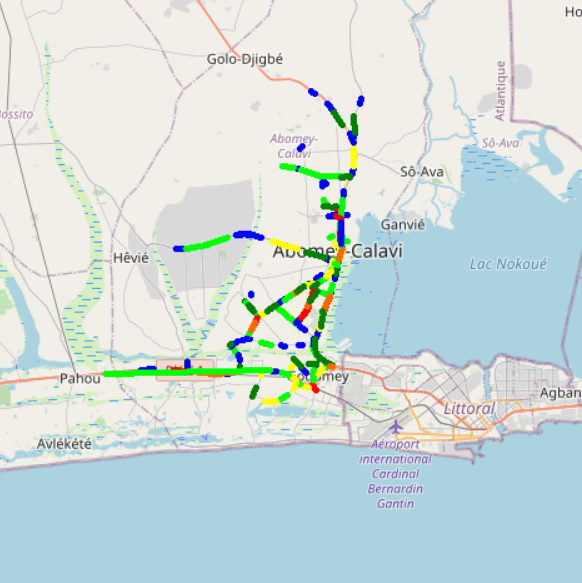 Ho
Golo-Djigbé
Atlantique
Abomey-
Calavi
Sô-Ava
Sô-Ava
Ganvié
Abomey-Calavi
Hêvié
Lac Nokoué
Pahou
Littoral
Agban
Avlékété
Aéroport
international
Cardinal
Bernardin
Gantin